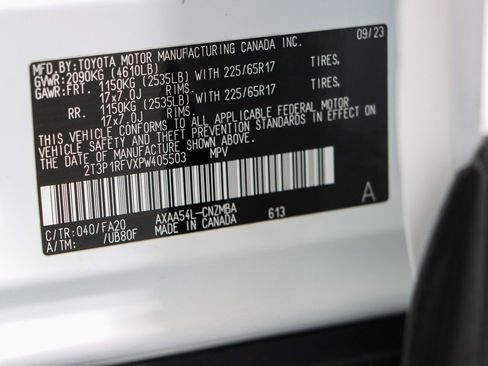 MFD.BY:TOYOTA MOTOR MANUFACTURING CANADA INC. 09/23
GVWR:2090KG (4610LB)
GAWR:FRT. 1150KG (2535LB) WITH 225/65R17 TIRES,
17x7.0J RIMS.
RR. 1150KG (2535LB) WITH 225/65R17 TIRES,
17x7.0J RIMS.
THIS VEHICLE CONFORMS TO ALL APPLICABLE FEDERAL MOTOR
VEHICLE SAFETY AND THEFT PREVENTION STANDARDS IN EFFECT ON
THE DATE OF MANUFACTURE SHOWN ABOVE.
2T3P1RFVXPW405503 MPV
C/TR:040/FA20 AXAA54L-CNZMBA 613 A
A/TM: /UB80F MADE IN CANADA